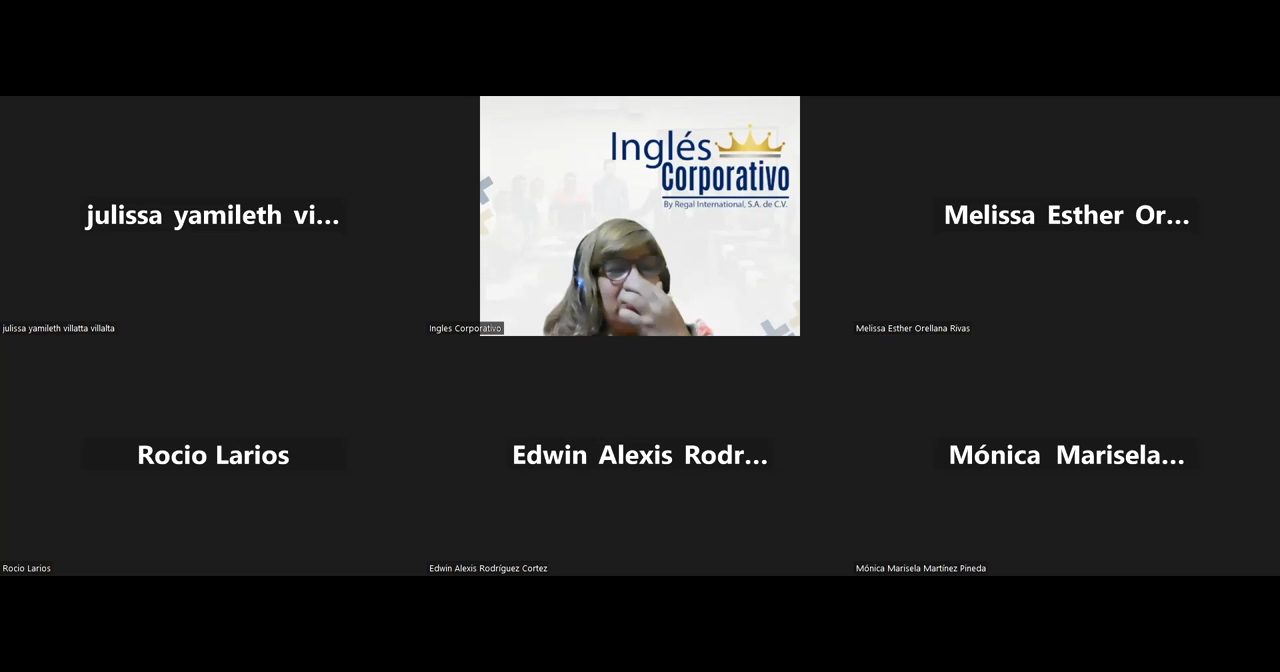 julissa yamileth vi...
Inglés
Corporativo
By Regal International, S.A. de C.V.
Melissa Esther Or...
julissa yamileth villatta villalta
Ingles Corporativo
Melissa Esther Orellana Rivas
Rocio Larios
Edwin Alexis Rodr...
Mónica Marisela...
Rocio Larios
Edwin Alexis Rodríguez Cortez
Mónica Marisela Martínez Pineda